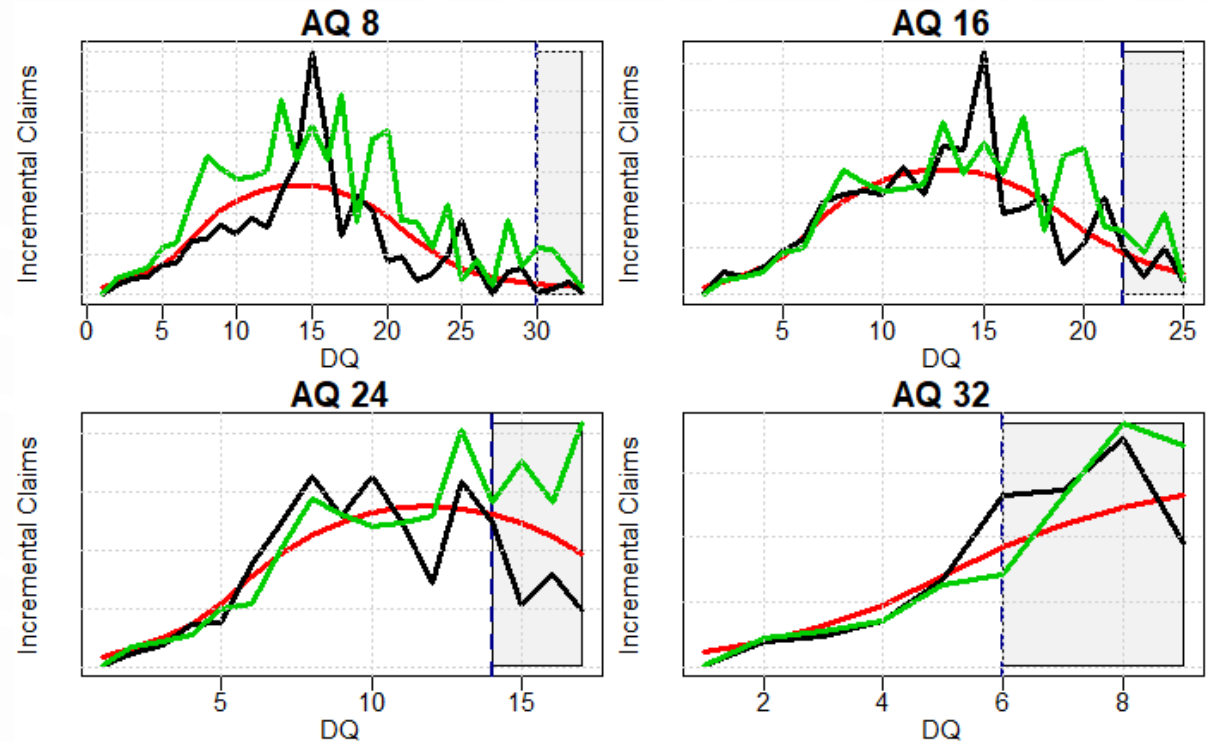 AQ 8
Incremental Claims
0 5 10 15 20 25 30
DQ
AQ 16
Incremental Claims
5 10 15 20 25
DQ
AQ 24
Incremental Claims
5 10 15
DQ
AQ 32
Incremental Claims
2 4 6 8
DQ